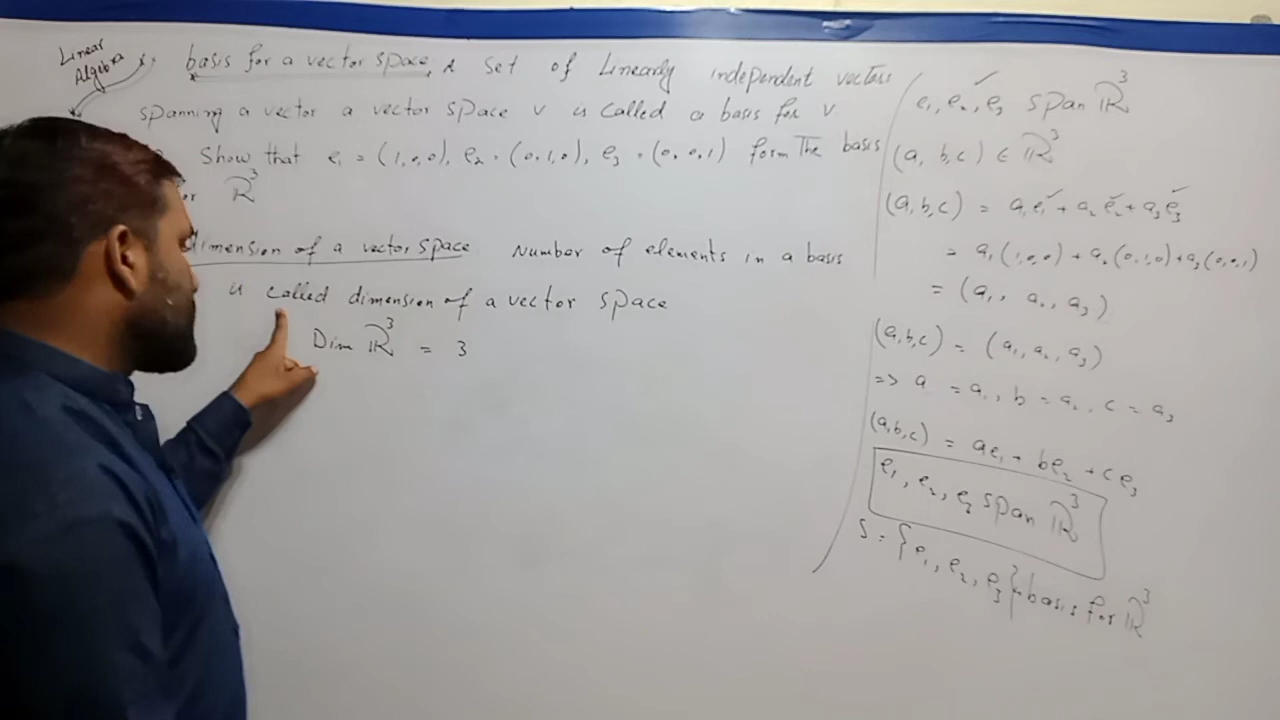 Linear
Algebra
basis for a vector space, A set of Linearly independent vectors
spanning a vector a vector space V is called a basis for V
Show that e₁ = (1,0,0), e₂ = (0,1,0), e₃ = (0,0,1) form The basis
for ℝ³
dimension of a vector space Number of elements in a basis
is called dimension of a vector space
Dim ℝ³ = 3
e₁, e₂, e₃ span ℝ³
(a, b, c) ∈ ℝ³
(a,b,c) = a₁e₁ + a₂e₂ + a₃e₃
= a₁(1,0,0) + a₂(0,1,0) + a₃(0,0,1)
= (a₁, a₂, a₃)
(a,b,c) = (a₁, a₂, a₃)
=> a = a₁, b = a₂, c = a₃
(a,b,c) = ae₁ + be₂ + ce₃
e₁, e₂, e₃ span ℝ³
S = {e₁, e₂, e₃} is basis for ℝ³